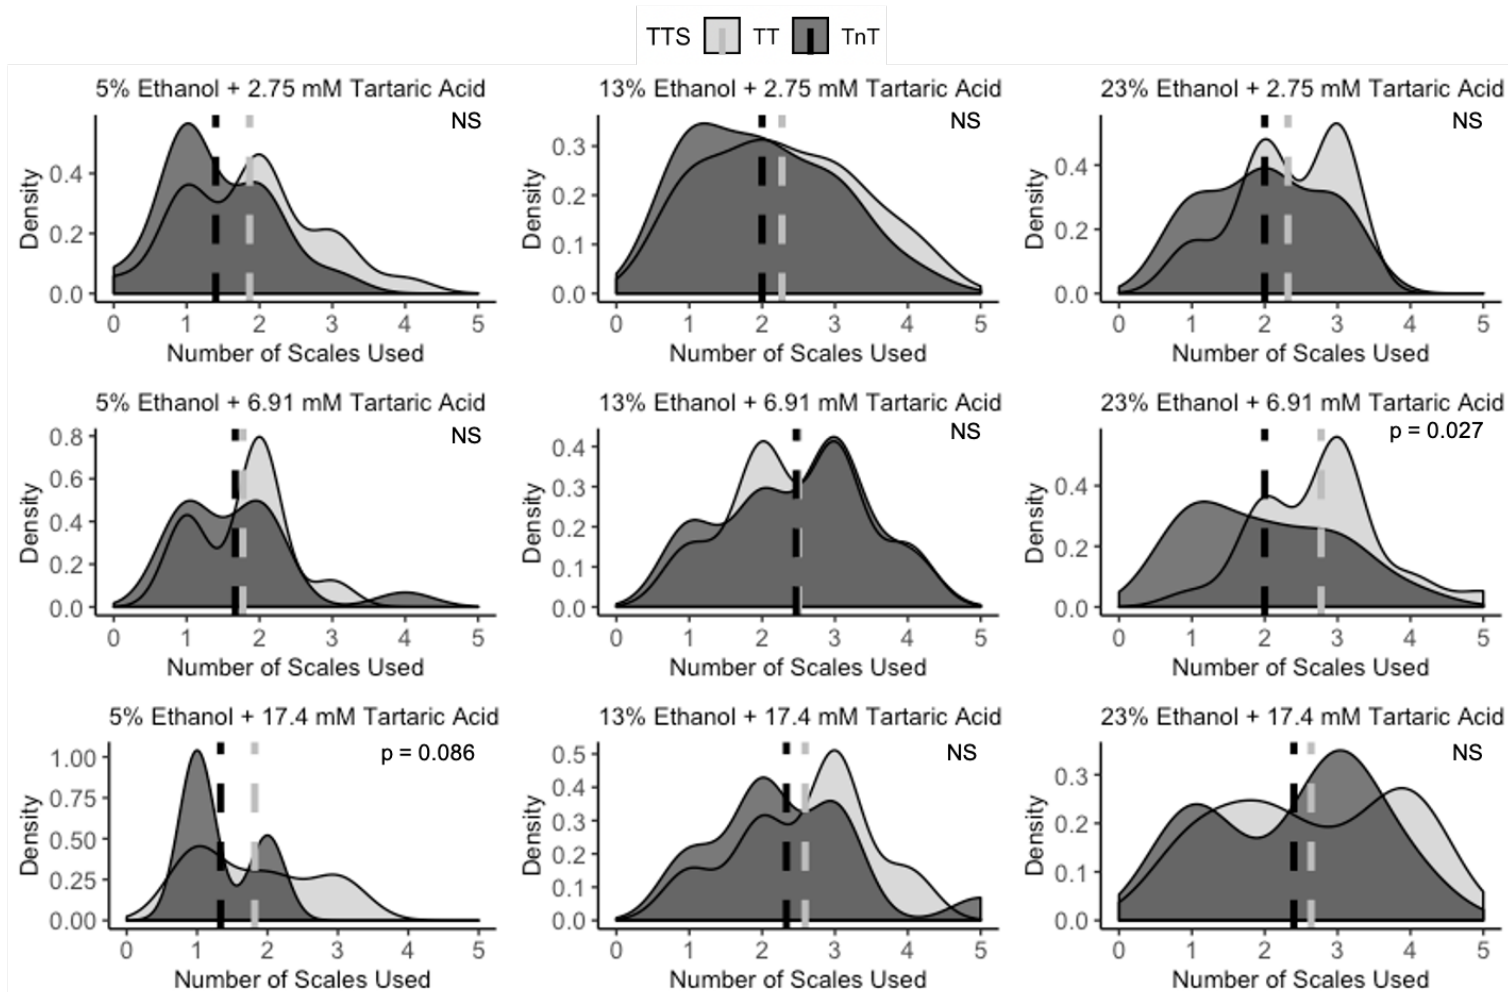 TTS TT TnT
5% Ethanol + 2.75 mM Tartaric Acid
NS
Density
0.4
0.2
0.0
0 1 2 3 4 5
Number of Scales Used
13% Ethanol + 2.75 mM Tartaric Acid
NS
Density
0.3
0.2
0.1
0.0
0 1 2 3 4 5
Number of Scales Used
23% Ethanol + 2.75 mM Tartaric Acid
NS
Density
0.4
0.2
0.0
0 1 2 3 4 5
Number of Scales Used
5% Ethanol + 6.91 mM Tartaric Acid
NS
Density
0.8
0.6
0.4
0.2
0.0
0 1 2 3 4 5
Number of Scales Used
13% Ethanol + 6.91 mM Tartaric Acid
NS
Density
0.4
0.3
0.2
0.1
0.0
0 1 2 3 4 5
Number of Scales Used
23% Ethanol + 6.91 mM Tartaric Acid
p = 0.027
Density
0.4
0.2
0.0
0 1 2 3 4 5
Number of Scales Used
5% Ethanol + 17.4 mM Tartaric Acid
p = 0.086
Density
1.00
0.75
0.50
0.25
0.00
0 1 2 3 4 5
Number of Scales Used
13% Ethanol + 17.4 mM Tartaric Acid
NS
Density
0.5
0.4
0.3
0.2
0.1
0.0
0 1 2 3 4 5
Number of Scales Used
23% Ethanol + 17.4 mM Tartaric Acid
NS
Density
0.3
0.2
0.1
0.0
0 1 2 3 4 5
Number of Scales Used